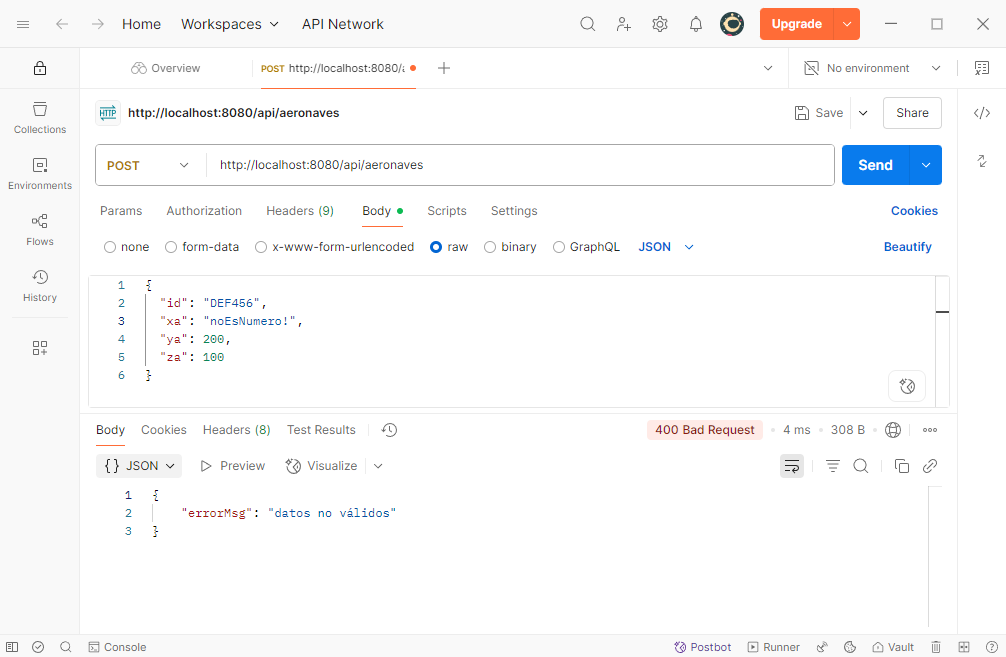 Home Workspaces API Network Upgrade
Overview POST http://localhost:8080/a No environment
HTTP http://localhost:8080/api/aeronaves Save Share
Collections
POST http://localhost:8080/api/aeronaves Send
Environments
Params Authorization Headers (9) Body Scripts Settings Cookies
Flows
none form-data x-www-form-urlencoded raw binary GraphQL JSON Beautify
History
1 {
2 "id": "DEF456",
3 "xa": "noEsNumero!",
4 "ya": 200,
5 "za": 100
6 }
Body Cookies Headers (8) Test Results 400 Bad Request • 4 ms • 308 B •
{} JSON Preview Visualize
1 {
2 "errorMsg": "datos no válidos"
3 }
Console Postbot Runner Vault